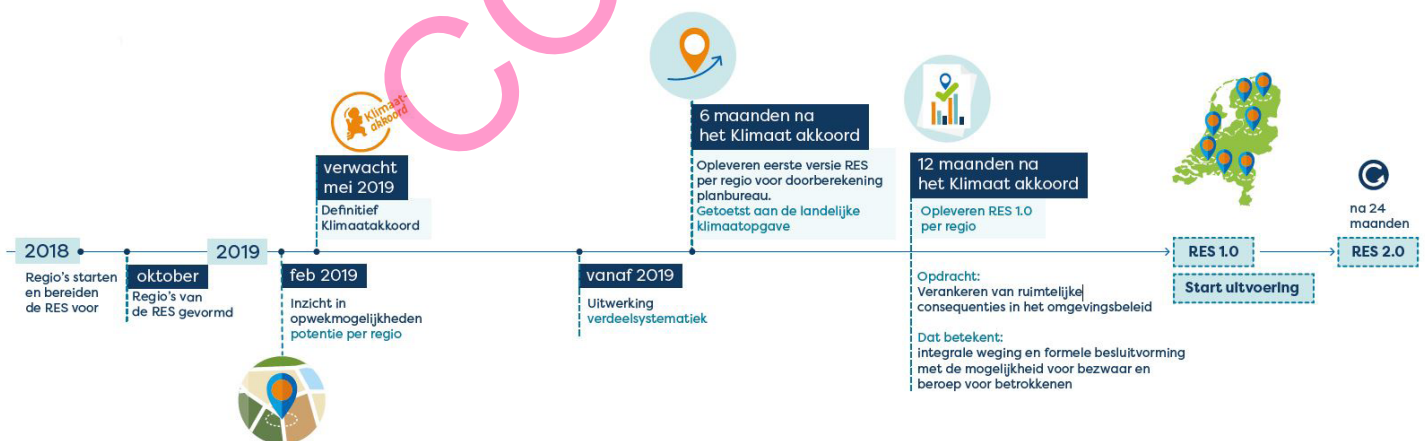 2018
Regio's starten
en bereiden
de RES voor
oktober
Regio's van
de RES gevormd
2019
feb 2019
Inzicht in
opwekmogelijkheden
potentie per regio
Klimaat-
akkoord
verwacht
mei 2019
Definitief
Klimaatakkoord
vanaf 2019
Uitwerking
verdeelsystematiek
6 maanden na
het Klimaat akkoord
Opleveren eerste versie RES
per regio voor doorberekening
planbureau.
Getoetst aan de landelijke
klimaatopgave
12 maanden na
het Klimaat akkoord
Opleveren RES 1.0
per regio
Opdracht:
Verankeren van ruimtelijke
consequenties in het omgevingsbeleid
Dat betekent:
integrale weging en formele besluitvorming
met de mogelijkheid voor bezwaar en
beroep voor betrokkenen
RES 1.0
Start uitvoering
na 24
maanden
RES 2.0